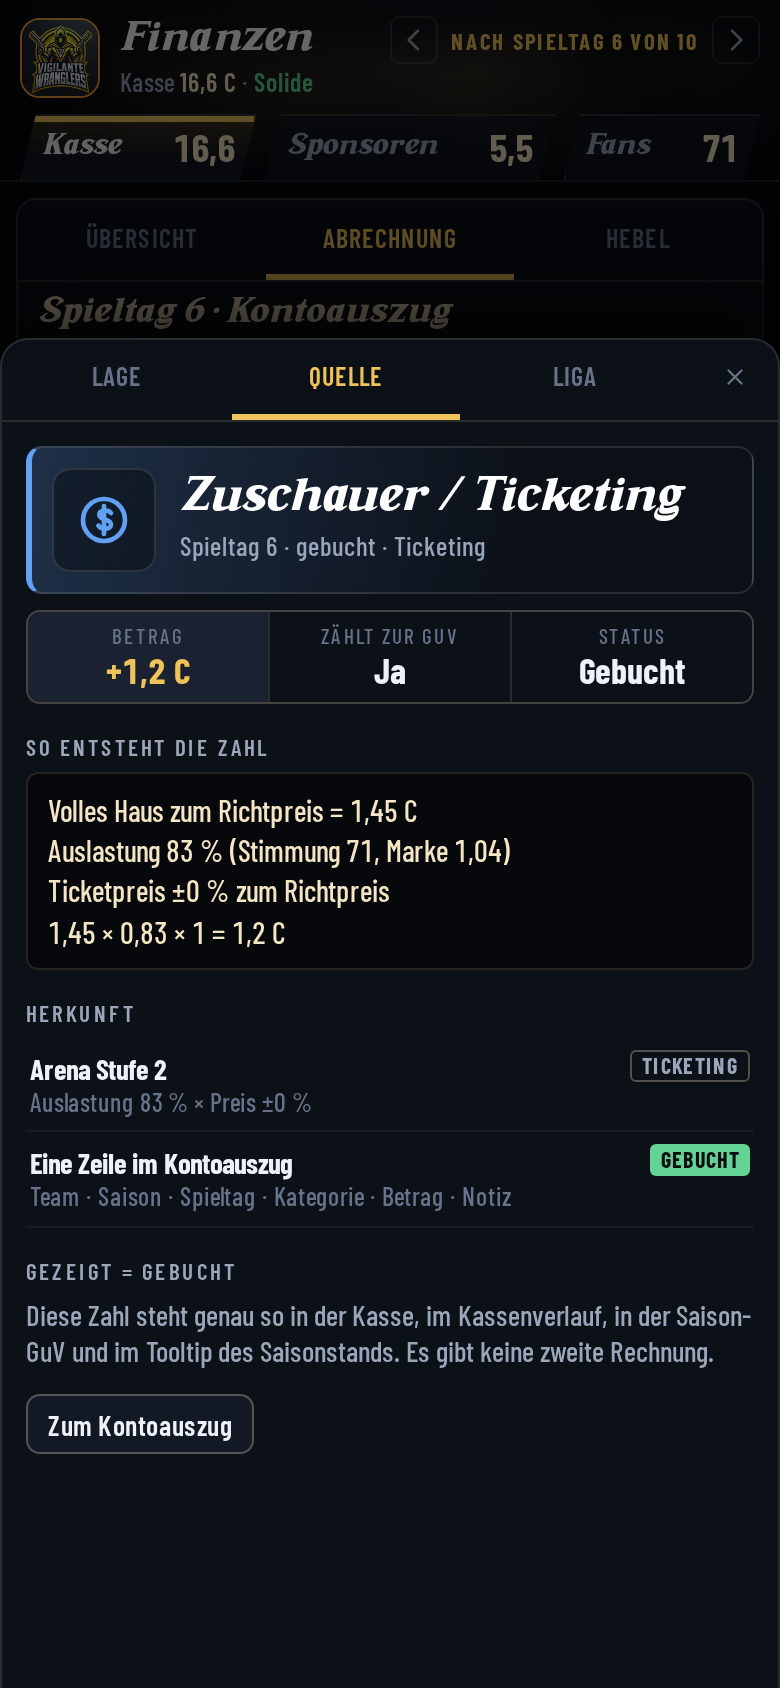 VIGILANTE
WRANGLERS
Finanzen
Kasse 16,6 C · Solide
NACH SPIELTAG 6 VON 10
Kasse 16,6
Sponsoren 5,5
Fans 71
ÜBERSICHT ABRECHNUNG HEBEL
Spieltag 6 · Kontoauszug
LAGE QUELLE LIGA ×
Zuschauer / Ticketing
Spieltag 6 · gebucht · Ticketing
BETRAG
+1,2 C
ZÄHLT ZUR GUV
Ja
STATUS
Gebucht
SO ENTSTEHT DIE ZAHL
Volles Haus zum Richtpreis = 1,45 C
Auslastung 83 % (Stimmung 71, Marke 1,04)
Ticketpreis ±0 % zum Richtpreis
1,45 × 0,83 × 1 = 1,2 C
HERKUNFT
Arena Stufe 2
TICKETING
Auslastung 83 % × Preis ±0 %
Eine Zeile im Kontoauszug
GEBUCHT
Team · Saison · Spieltag · Kategorie · Betrag · Notiz
GEZEIGT = GEBUCHT
Diese Zahl steht genau so in der Kasse, im Kassenverlauf, in der Saison-
GuV und im Tooltip des Saisonstands. Es gibt keine zweite Rechnung.
Zum Kontoauszug